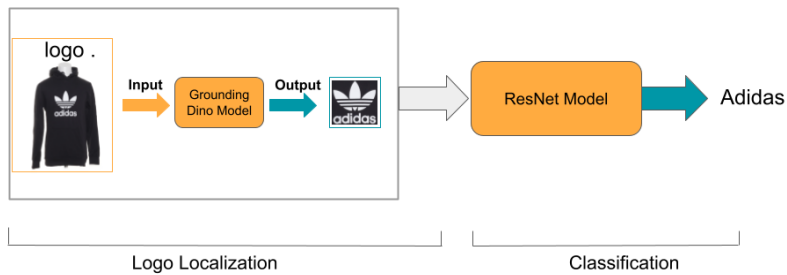 logo .
adidas
Input
Grounding
Dino Model
Output
adidas
ResNet Model
Adidas
Logo Localization
Classification